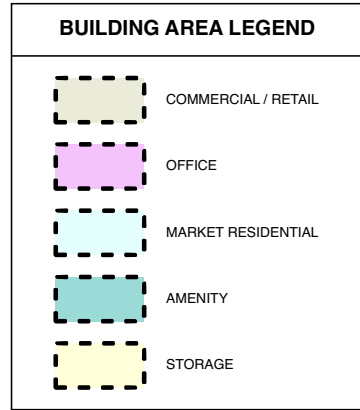 BUILDING AREA LEGEND
COMMERCIAL / RETAIL
OFFICE
MARKET RESIDENTIAL
AMENITY
STORAGE